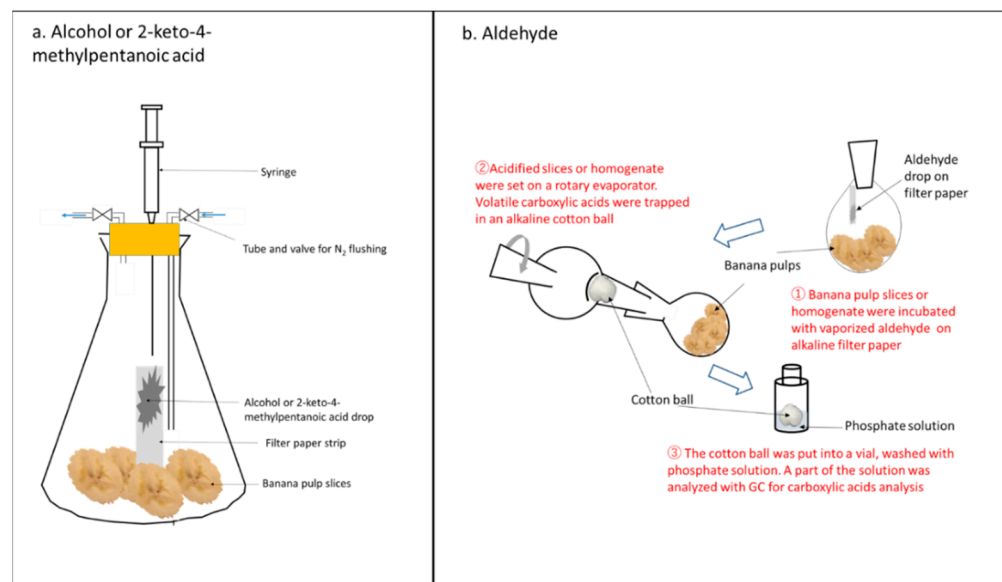 a. Alcohol or 2-keto-4-
methylpentanoic acid
Syringe
Tube and valve for N₂ flushing
Alcohol or 2-keto-4-
methylpentanoic acid drop
Filter paper strip
Banana pulp slices
b. Aldehyde
②Acidified slices or homogenate
were set on a rotary evaporator.
Volatile carboxylic acids were trapped
in an alkaline cotton ball
Aldehyde
drop on
filter paper
Banana pulps
① Banana pulp slices or
homogenate were incubated
with vaporized aldehyde on
alkaline filter paper
Cotton ball
Phosphate solution
③ The cotton ball was put into a vial, washed with
phosphate solution. A part of the solution was
analyzed with GC for carboxylic acids analysis